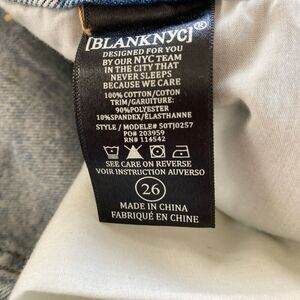 [BLANKNYC]®
DESIGNED FOR YOU
BY OUR NYC TEAM
IN THE CITY THAT
NEVER SLEEPS
BECAUSE WE CARE
100% COTTON/COTON
TRIM/GARUITURE:
90%POLYESTER
10%SPANDEX/ÉLASTHANNE
STYLE / MODELE# 50TJ0257
PO# 203959
RN# 114542
SEE CARE ON REVERSE
VOIR INSTRUCTION AUVERSO
26
MADE IN CHINA
FABRIQUÉ EN CHINE